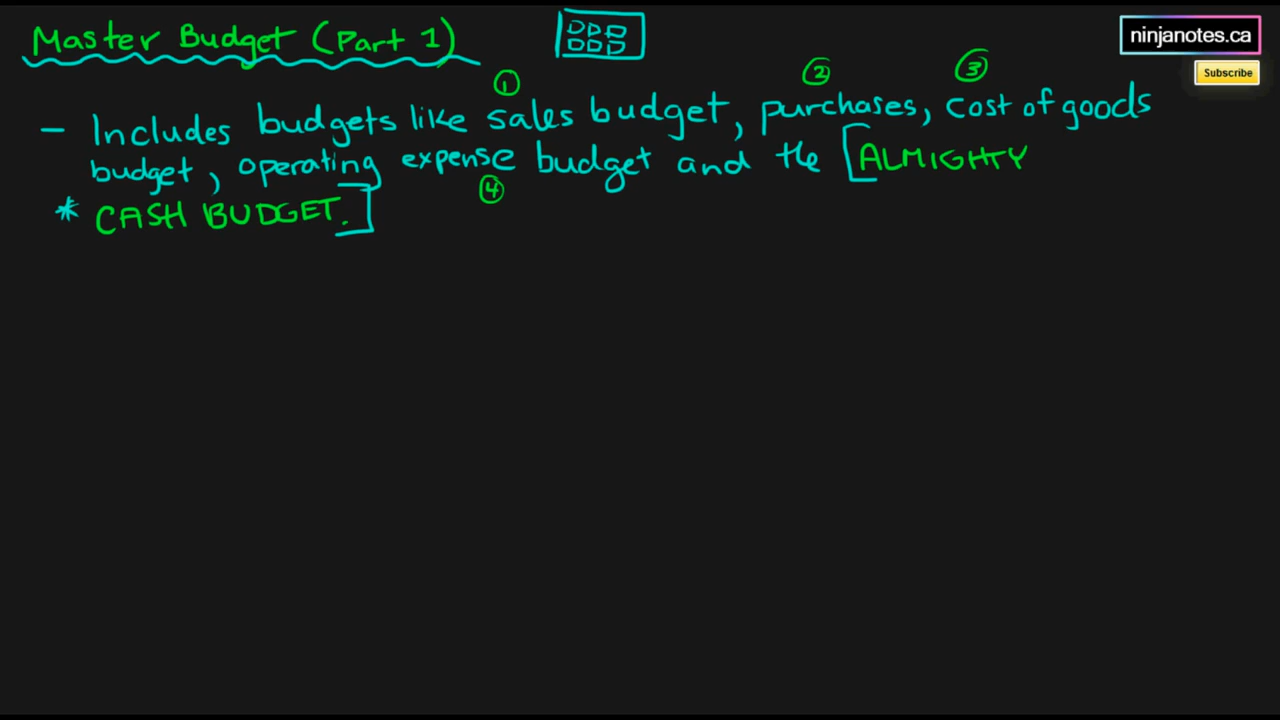 Master Budget (Part 1)
ninjanotes.ca
Subscribe
① ② ③
- Includes budgets like sales budget, purchases, cost of goods
budget, operating expense budget and the [ALMIGHTY
④
* CASH BUDGET.]